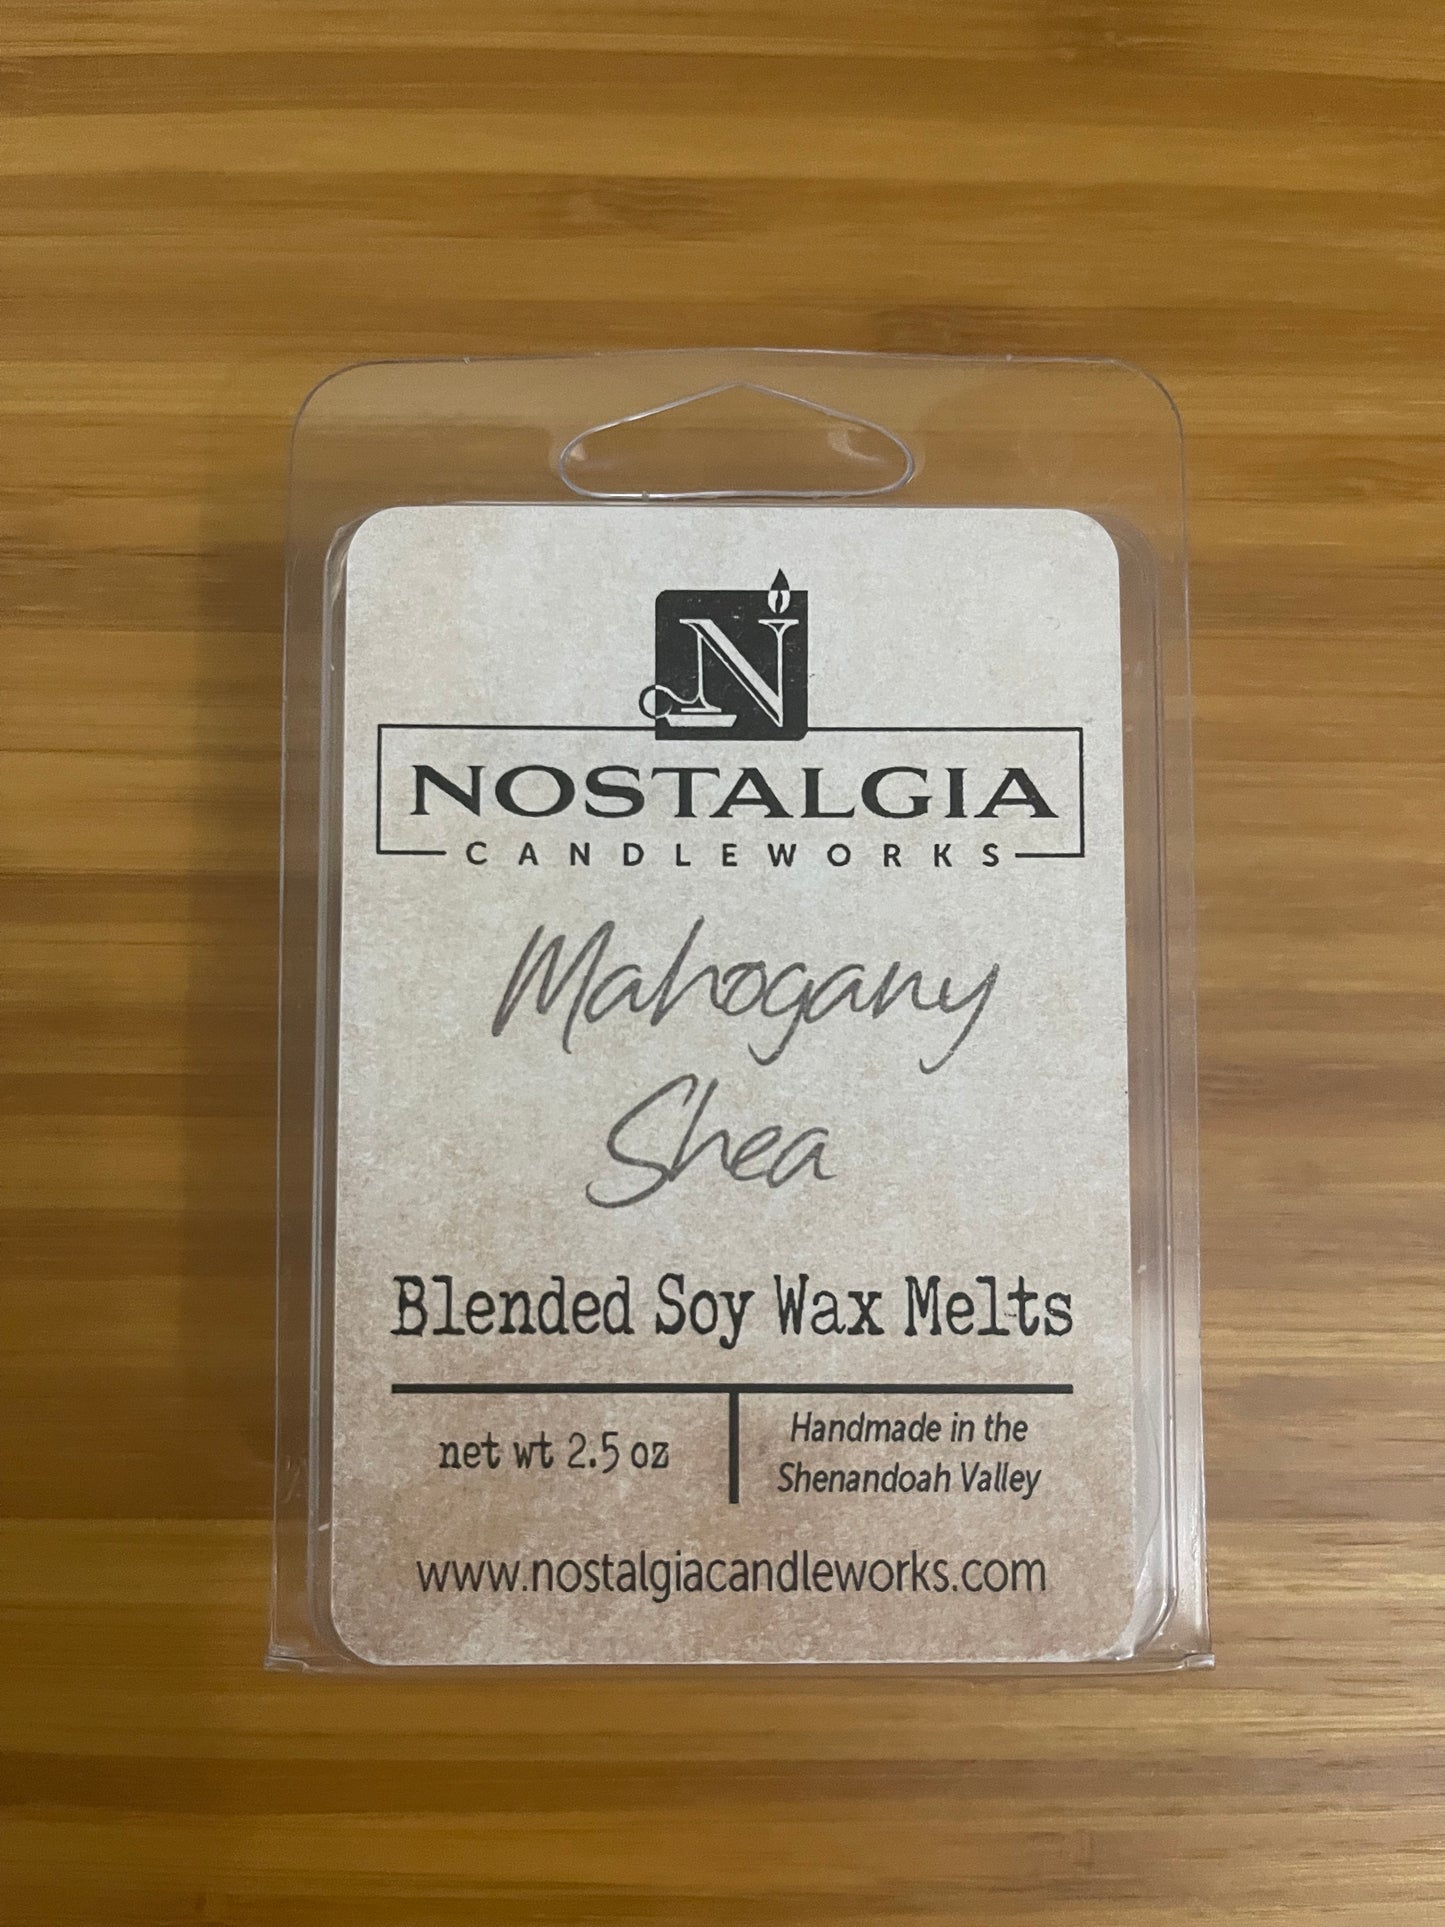 N
NOSTALGIA
CANDLEWORKS
Mahogany
Shea
Blended Soy Wax Melts
net wt 2.5 oz
Handmade in the
Shenandoah Valley
www.nostalgiacandleworks.com